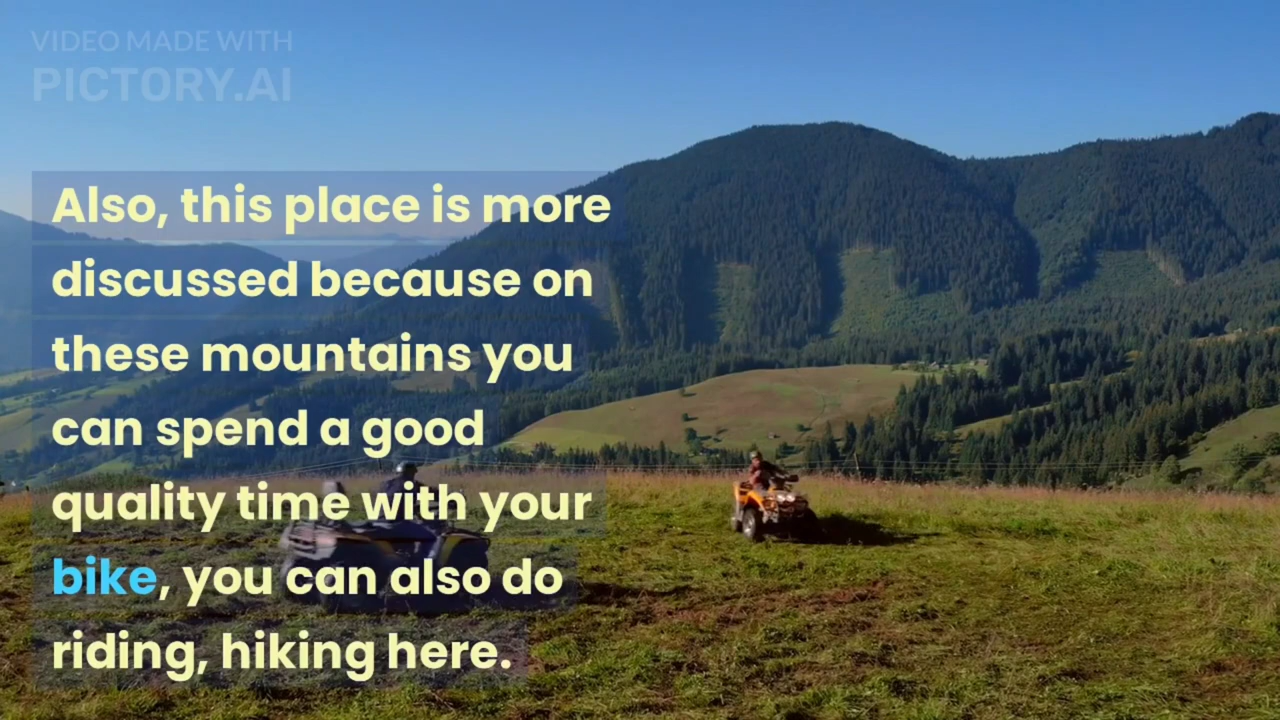 VIDEO MADE WITH
PICTORY.AI
Also, this place is more
discussed because on
these mountains you
can spend a good
quality time with your
bike, you can also do
riding, hiking here.